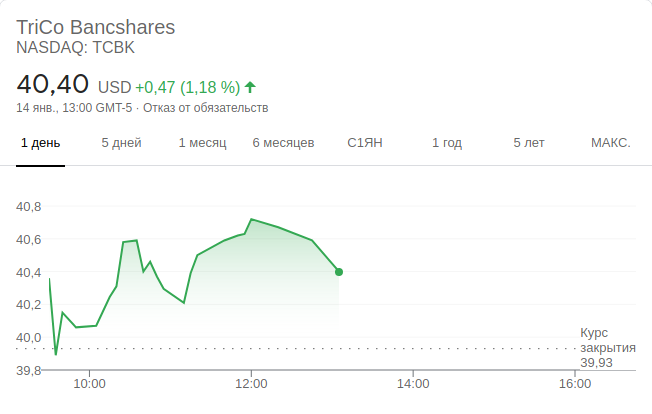 TriCo Bancshares
NASDAQ: TCBK
40,40 USD +0,47 (1,18 %)
14 янв., 13:00 GMT-5 · Отказ от обязательств
1 день 5 дней 1 месяц 6 месяцев С1ЯН 1 год 5 лет МАКС.
40,8
40,6
40,4
40,2
40,0
39,8
Курс
закрытия
39,93
10:00 12:00 14:00 16:00